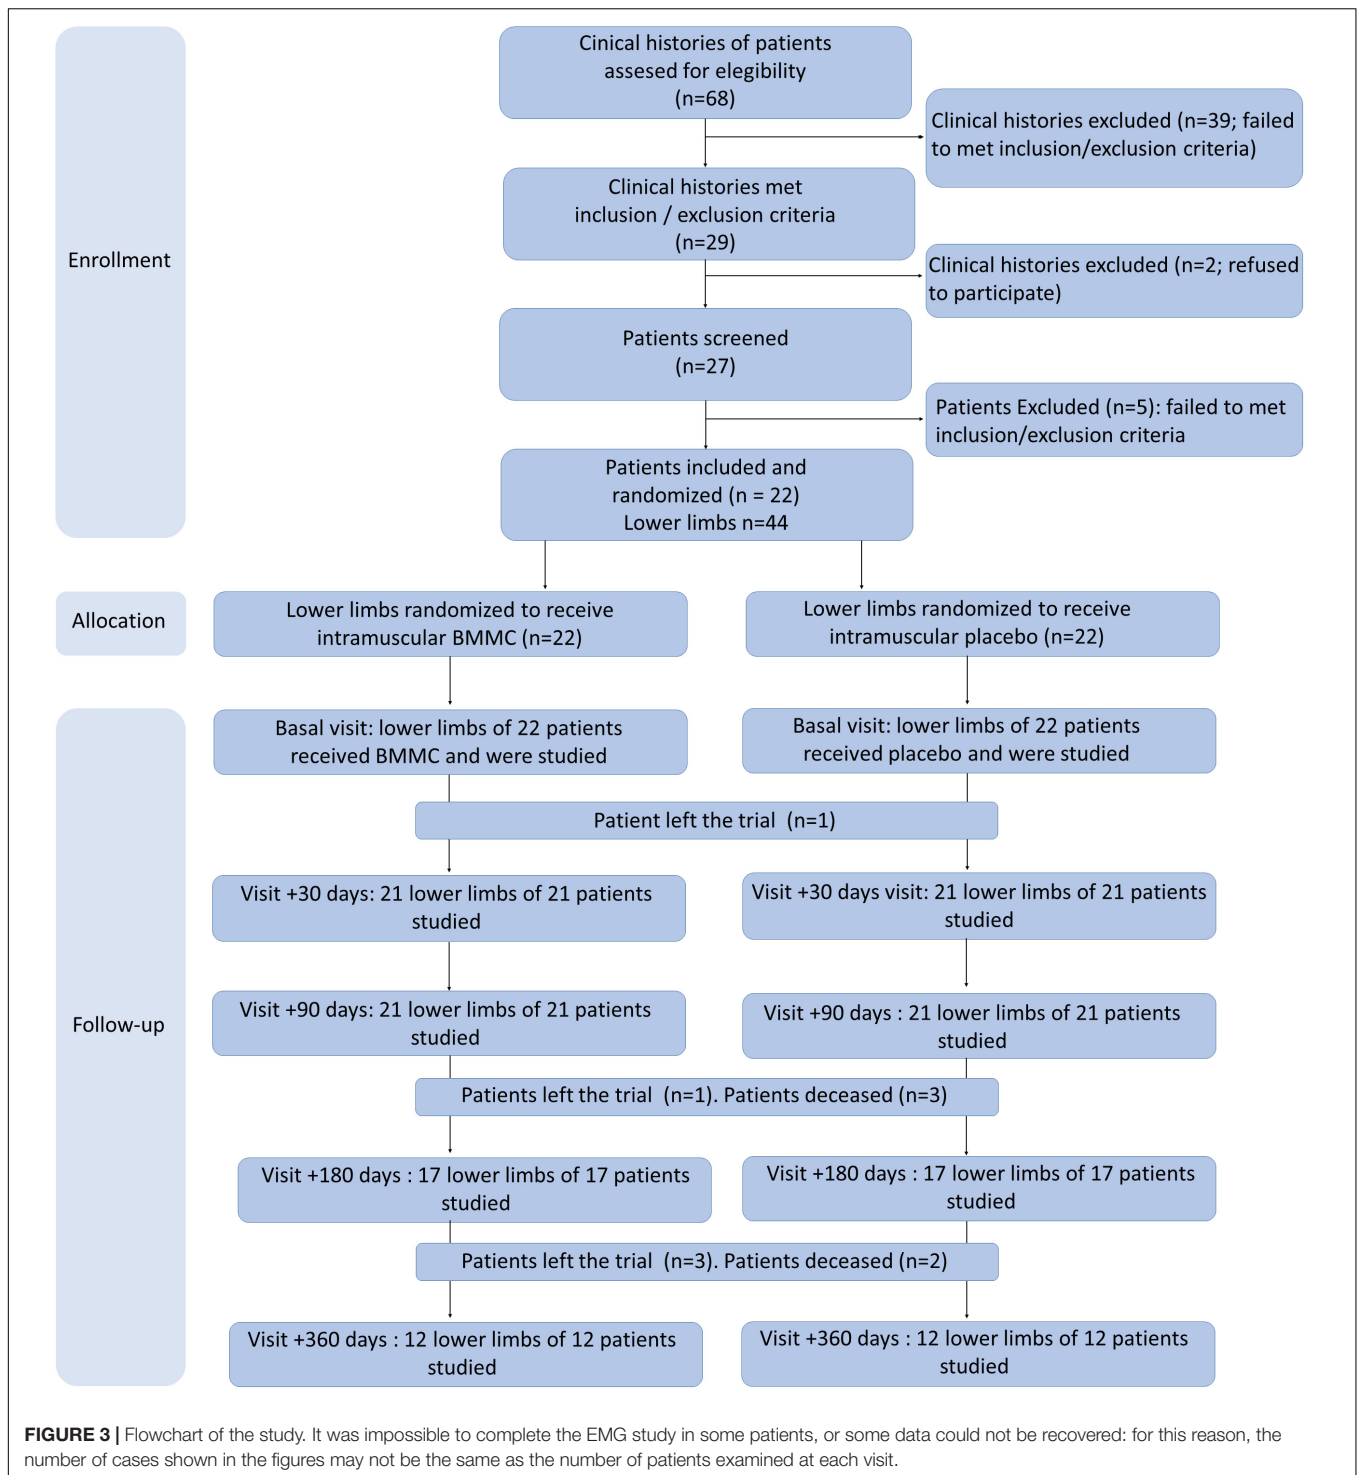 Cinical histories of patients
assesed for elegibility
(n=68)
Clinical histories excluded (n=39; failed
to met inclusion/exclusion criteria)
Clinical histories met
inclusion / exclusion criteria
(n=29)
Enrollment
Clinical histories excluded (n=2; refused
to participate)
Patients screened
(n=27)
Patients Excluded (n=5): failed to met
inclusion/exclusion criteria
Patients included and
randomized (n = 22)
Lower limbs n=44
Allocation
Lower limbs randomized to receive
intramuscular BMMC (n=22)
Lower limbs randomized to receive
intramuscular placebo (n=22)
Basal visit: lower limbs of 22 patients
received BMMC and were studied
Basal visit: lower limbs of 22 patients
received placebo and were studied
Patient left the trial (n=1)
Visit +30 days: 21 lower limbs of 21 patients
studied
Visit +30 days visit: 21 lower limbs of 21 patients
studied
Follow-up
Visit +90 days: 21 lower limbs of 21 patients
studied
Visit +90 days : 21 lower limbs of 21 patients
studied
Patients left the trial (n=1). Patients deceased (n=3)
Visit +180 days : 17 lower limbs of 17 patients
studied
Visit +180 days : 17 lower limbs of 17 patients
studied
Patients left the trial (n=3). Patients deceased (n=2)
Visit +360 days : 12 lower limbs of 12 patients
studied
Visit +360 days : 12 lower limbs of 12 patients
studied
FIGURE 3 | Flowchart of the study. It was impossible to complete the EMG study in some patients, or some data could not be recovered: for this reason, the
number of cases shown in the figures may not be the same as the number of patients examined at each visit.